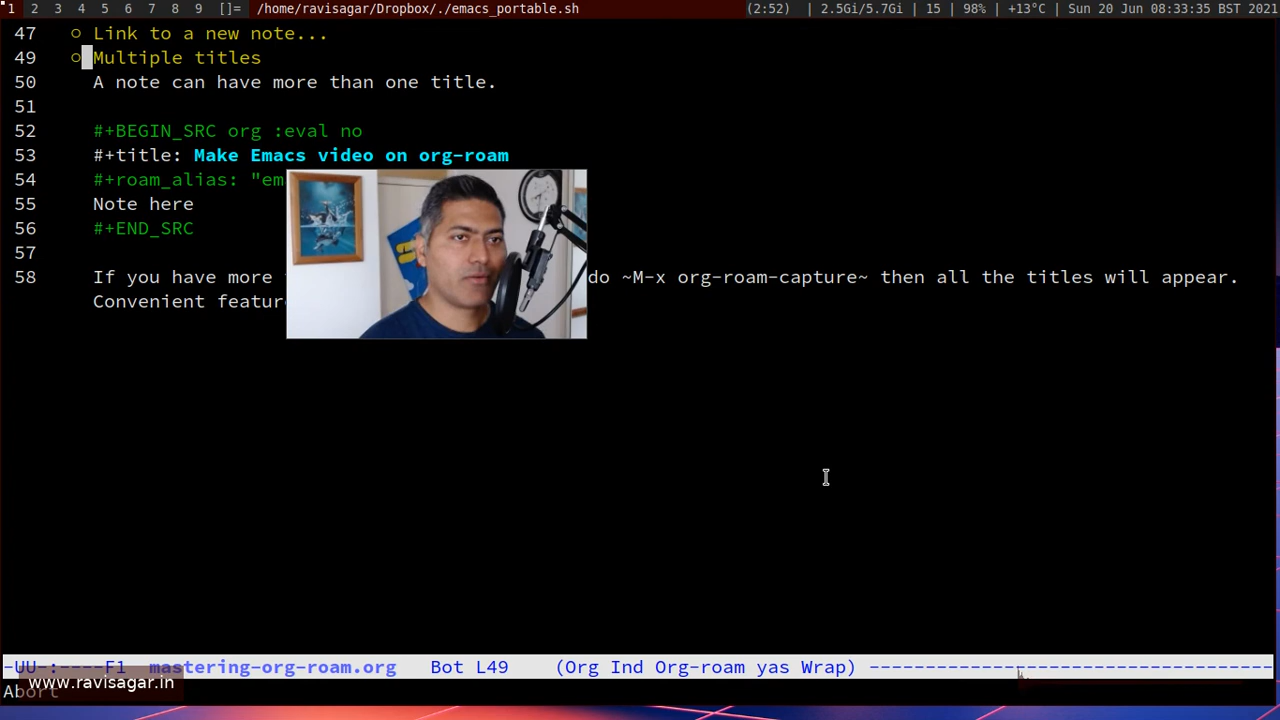 1 2 3 4 5 6 7 8 9 []= /home/ravisagar/Dropbox/./emacs_portable.sh (2:52) | 2.5Gi/5.7Gi | 15 | 98% | +13°C | Sun 20 Jun 08:33:35 BST 2021
47 ○ Link to a new note...
49 ○ Multiple titles
50 A note can have more than one title.
51
52 #+BEGIN_SRC org :eval no
53 #+title: Make Emacs video on org-roam
54 #+roam_alias: "em
55 Note here
56 #+END_SRC
57
58 If you have more do ~M-x org-roam-capture~ then all the titles will appear.
Convenient
-UU-:----F1 mastering-org-roam.org Bot L49 (Org Ind Org-roam yas Wrap) ------------------------------------
www.ravisagar.in
Abort